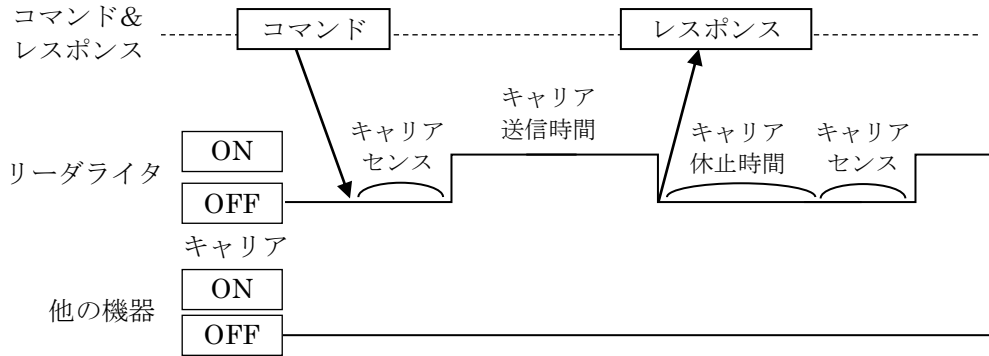 コマンド&
レスポンス
コマンド
レスポンス
キャリア
送信時間
キャリア
センス
キャリア
休止時間
キャリア
センス
リーダライタ
ON
OFF
キャリア
他の機器
ON
OFF